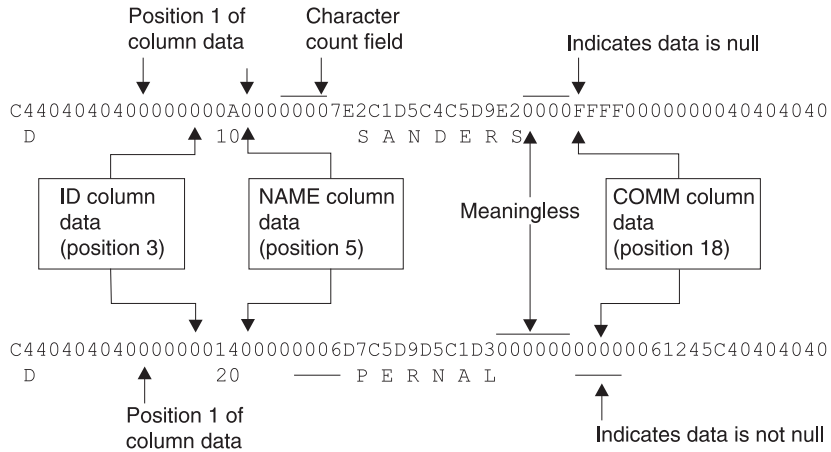 Position 1 of
column data
Character
count field
Indicates data is null
C4404040400000000A00000007E2C1D5C4C5D9E20000FFFF0000000040404040
D 10 S A N D E R S
ID column
data
(position 3)
NAME column
data
(position 5)
Meaningless
COMM column
data
(position 18)
C4404040400000001400000006D7C5D9D5C1D300000000000061245C40404040
D 20 P E R N A L
Position 1 of
column data
Indicates data is not null